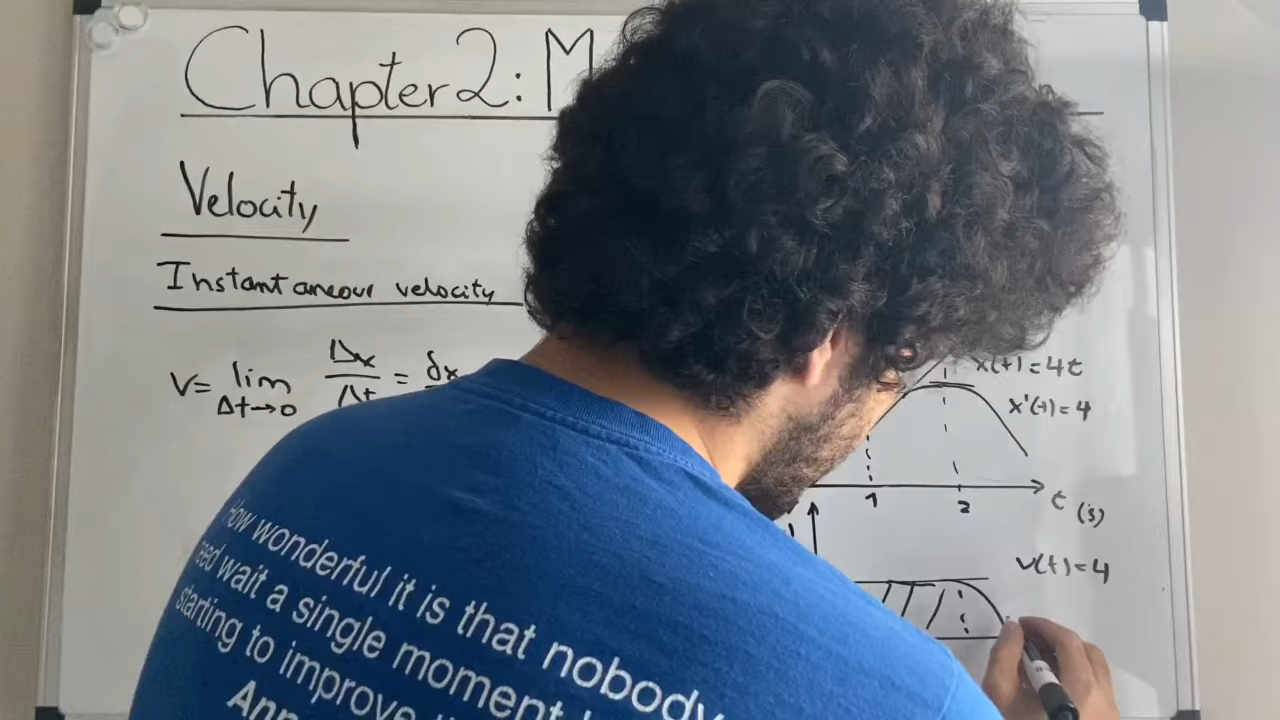 Chapter 2: M
Velocity
Instantaneous velocity
V= lim Δx = δx
Δt→0 Δt
x(t)=4t
x'(t)=4
1 2 t (s)
v(t)=4
How wonderful it is that nobody
need wait a single moment
starting to improve
Ann